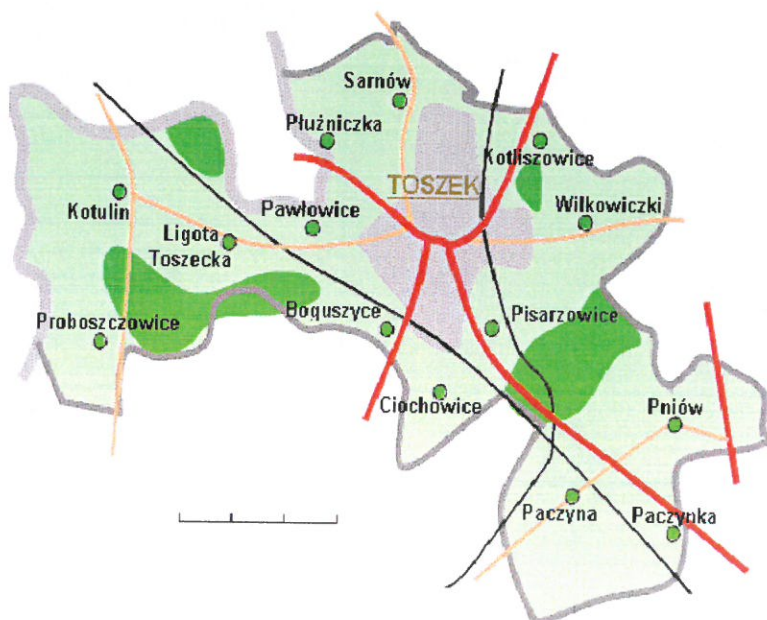 Sarnów
Płużniczka
Kotliszowice
TOSZEK
Kotulin
Pawłowice
Wilkowiczki
Ligota
Toszecka
Proboszczowice
Boguszyce
Pisarzowice
Ciochowice
Pniów
Paczyna
Paczynka